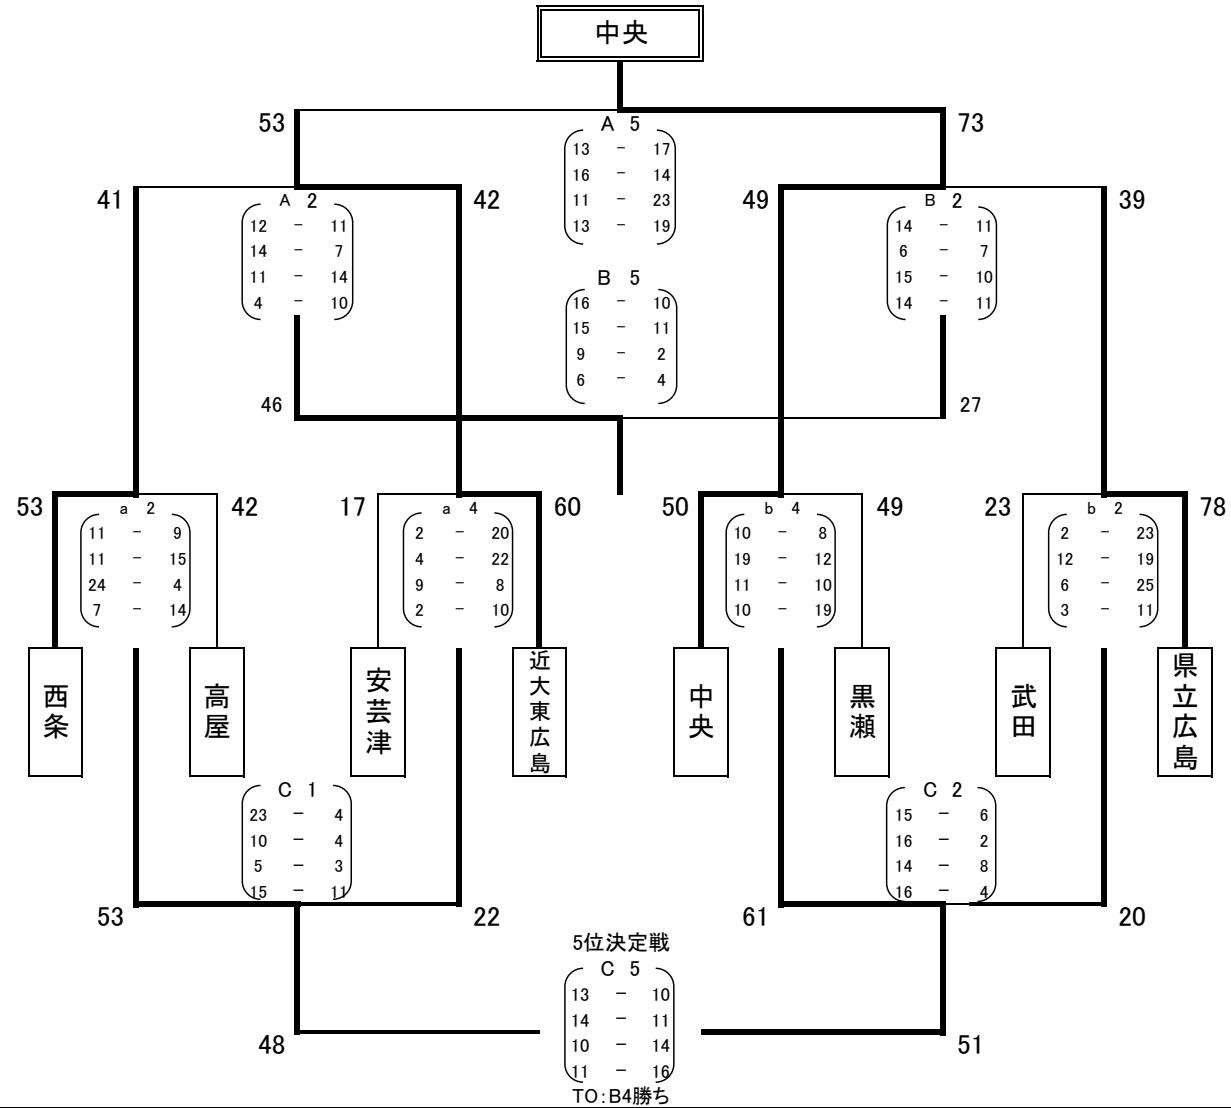 中央
53 A 5 73
13 - 17
16 - 14
11 - 23
13 - 19
41 A 2 42
12 - 11
14 - 7
11 - 14
4 - 10
49 B 2 39
14 - 11
6 - 7
15 - 10
14 - 11
B 5
16 - 10
15 - 11
9 - 2
6 - 4
46 27
53 a 2 42
11 - 9
11 - 15
24 - 4
7 - 14
17 a 4 60
2 - 20
4 - 22
9 - 8
2 - 10
50 b 4 49
10 - 8
19 - 12
11 - 10
10 - 19
23 b 2 78
2 - 23
12 - 19
6 - 25
3 - 11
西条
高屋
安芸津
近大東広島
中央
黒瀬
武田
県立広島
C 1
23 - 4
10 - 4
5 - 3
15 - 11
53 22
C 2
15 - 6
16 - 2
14 - 8
16 - 4
61 20
5位決定戦
C 5
13 - 10
14 - 11
10 - 14
11 - 16
48 51
TO:B4勝ち